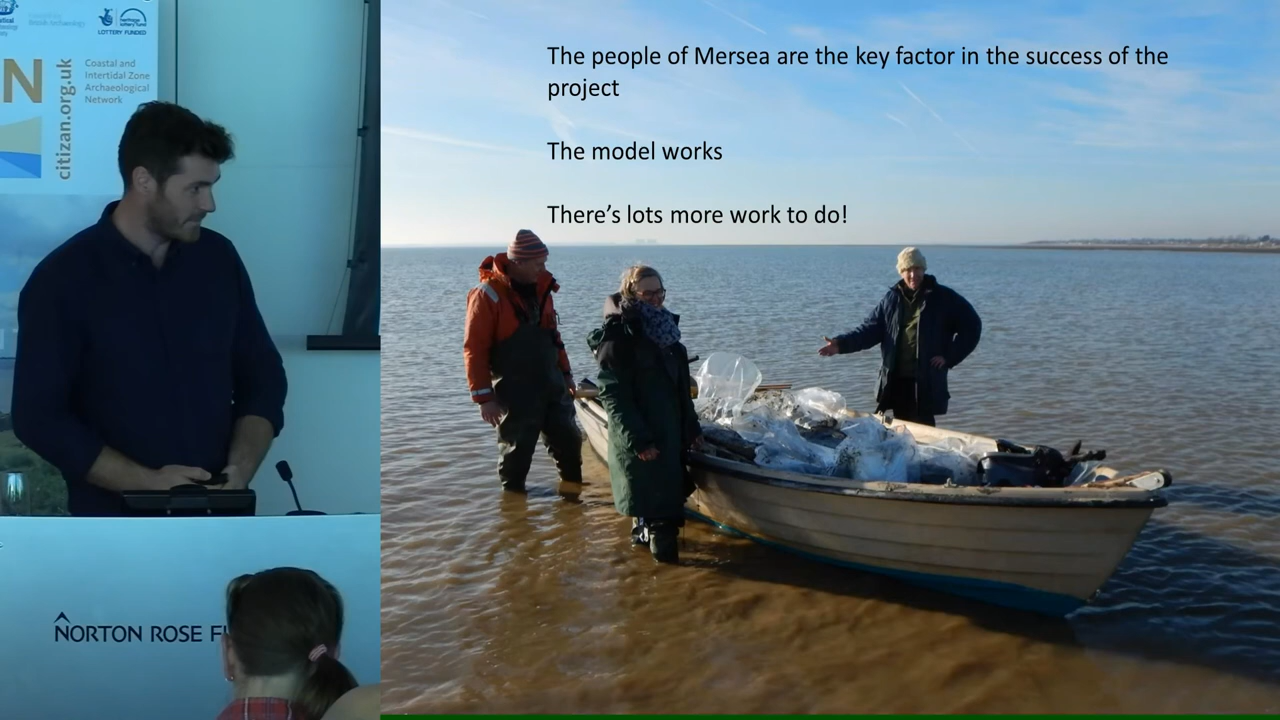 LOTTERY FUNDED
N
citizan.org.uk
Coastal and
Intertidal Zone
Archaeological
Network
The people of Mersea are the key factor in the success of the
project
The model works
There's lots more work to do!
NORTON ROSE